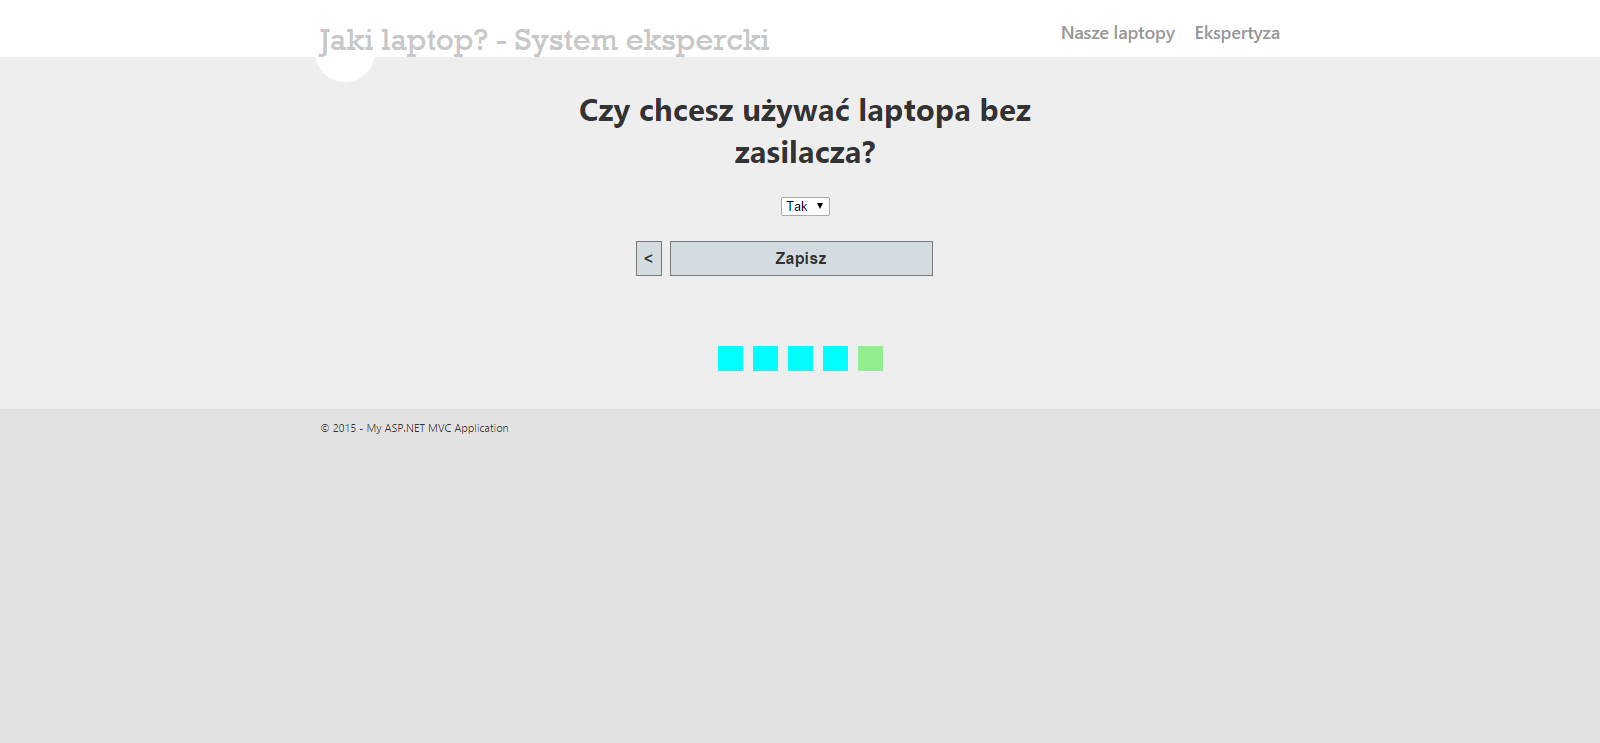 Jaki laptop? - System ekspercki
Nasze laptopy
Ekspertyza
Czy chcesz używać laptopa bez
zasilacza?
Tak
<
Zapisz
© 2015 - My ASP.NET MVC Application